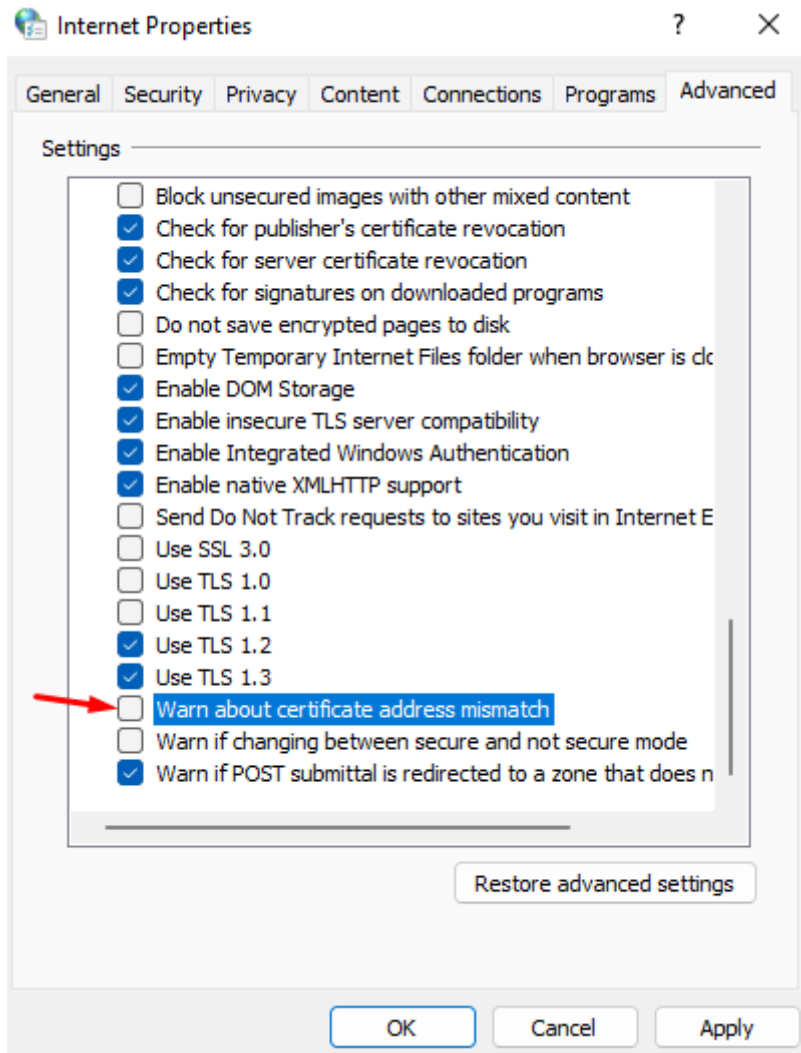 Internet Properties ?
General Security Privacy Content Connections Programs Advanced
Settings
Block unsecured images with other mixed content
Check for publisher's certificate revocation
Check for server certificate revocation
Check for signatures on downloaded programs
Do not save encrypted pages to disk
Empty Temporary Internet Files folder when browser is clo
Enable DOM Storage
Enable insecure TLS server compatibility
Enable Integrated Windows Authentication
Enable native XMLHTTP support
Send Do Not Track requests to sites you visit in Internet E
Use SSL 3.0
Use TLS 1.0
Use TLS 1.1
Use TLS 1.2
Use TLS 1.3
Warn about certificate address mismatch
Warn if changing between secure and not secure mode
Warn if POST submittal is redirected to a zone that does n
Restore advanced settings
OK Cancel Apply